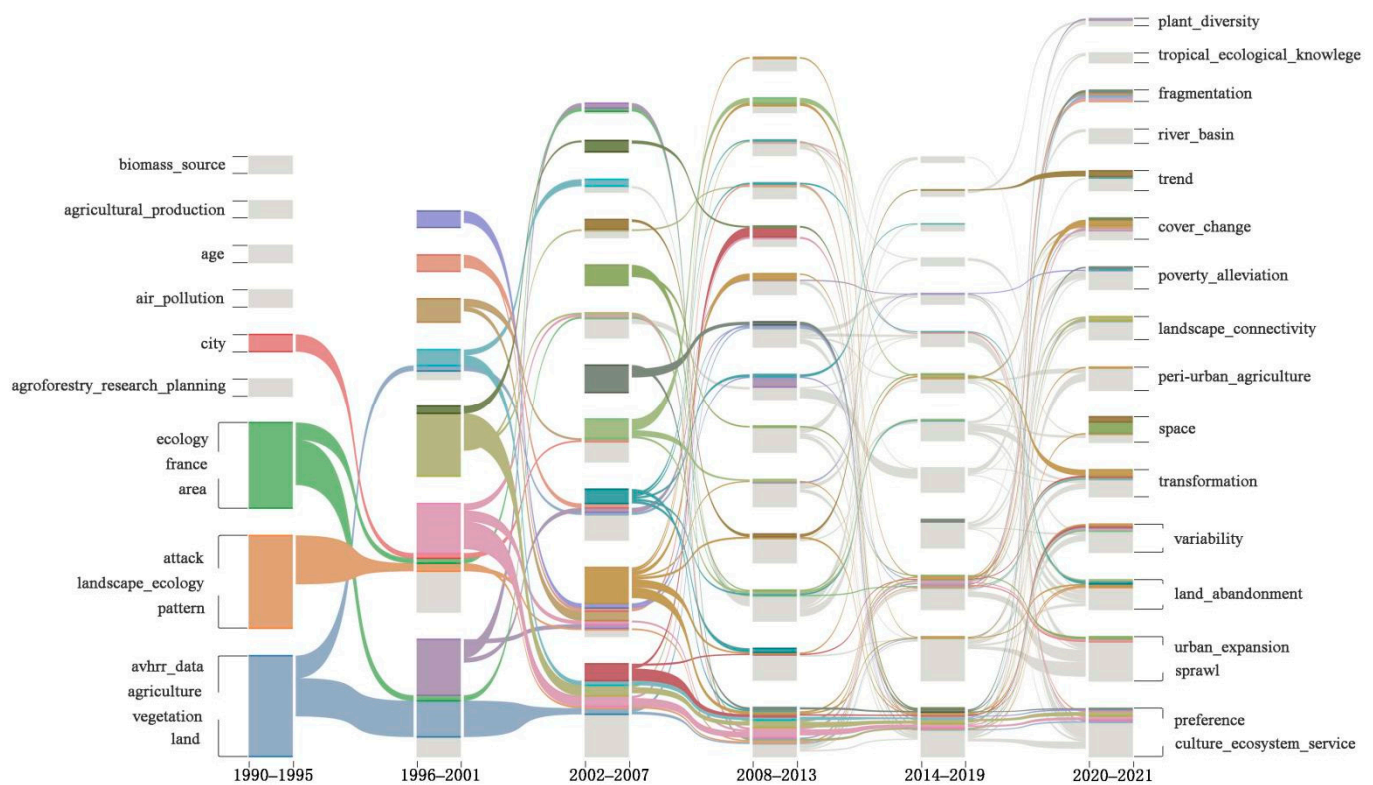 biomass_source
agricultural_production
age
air_pollution
city
agroforestry_research_planning
ecology
france
area
attack
landscape_ecology
pattern
avhrr_data
agriculture
vegetation
land
plant_diversity
tropical_ecological_knowlege
fragmentation
river_basin
trend
cover_change
poverty_alleviation
landscape_connectivity
peri-urban_agriculture
space
transformation
variability
land_abandonment
urban_expansion
sprawl
preference
culture_ecosystem_service
1990–1995 1996–2001 2002–2007 2008–2013 2014–2019 2020–2021